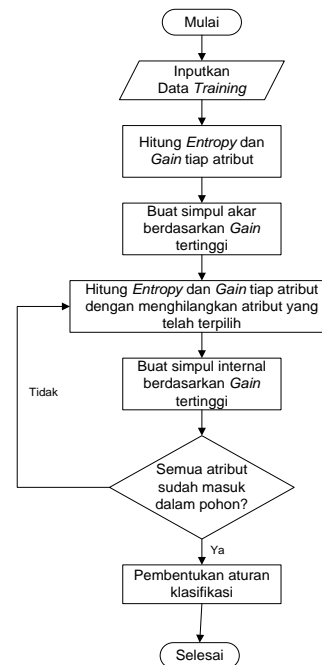 Mulai
Inputkan
Data Training
Hitung Entropy dan
Gain tiap atribut
Buat simpul akar
berdasarkan Gain
tertinggi
Hitung Entropy dan Gain tiap atribut
dengan menghilangkan atribut yang
telah terpilih
Buat simpul internal
berdasarkan Gain
tertinggi
Tidak
Semua atribut
sudah masuk
dalam pohon?
Ya
Pembentukan aturan
klasifikasi
Selesai